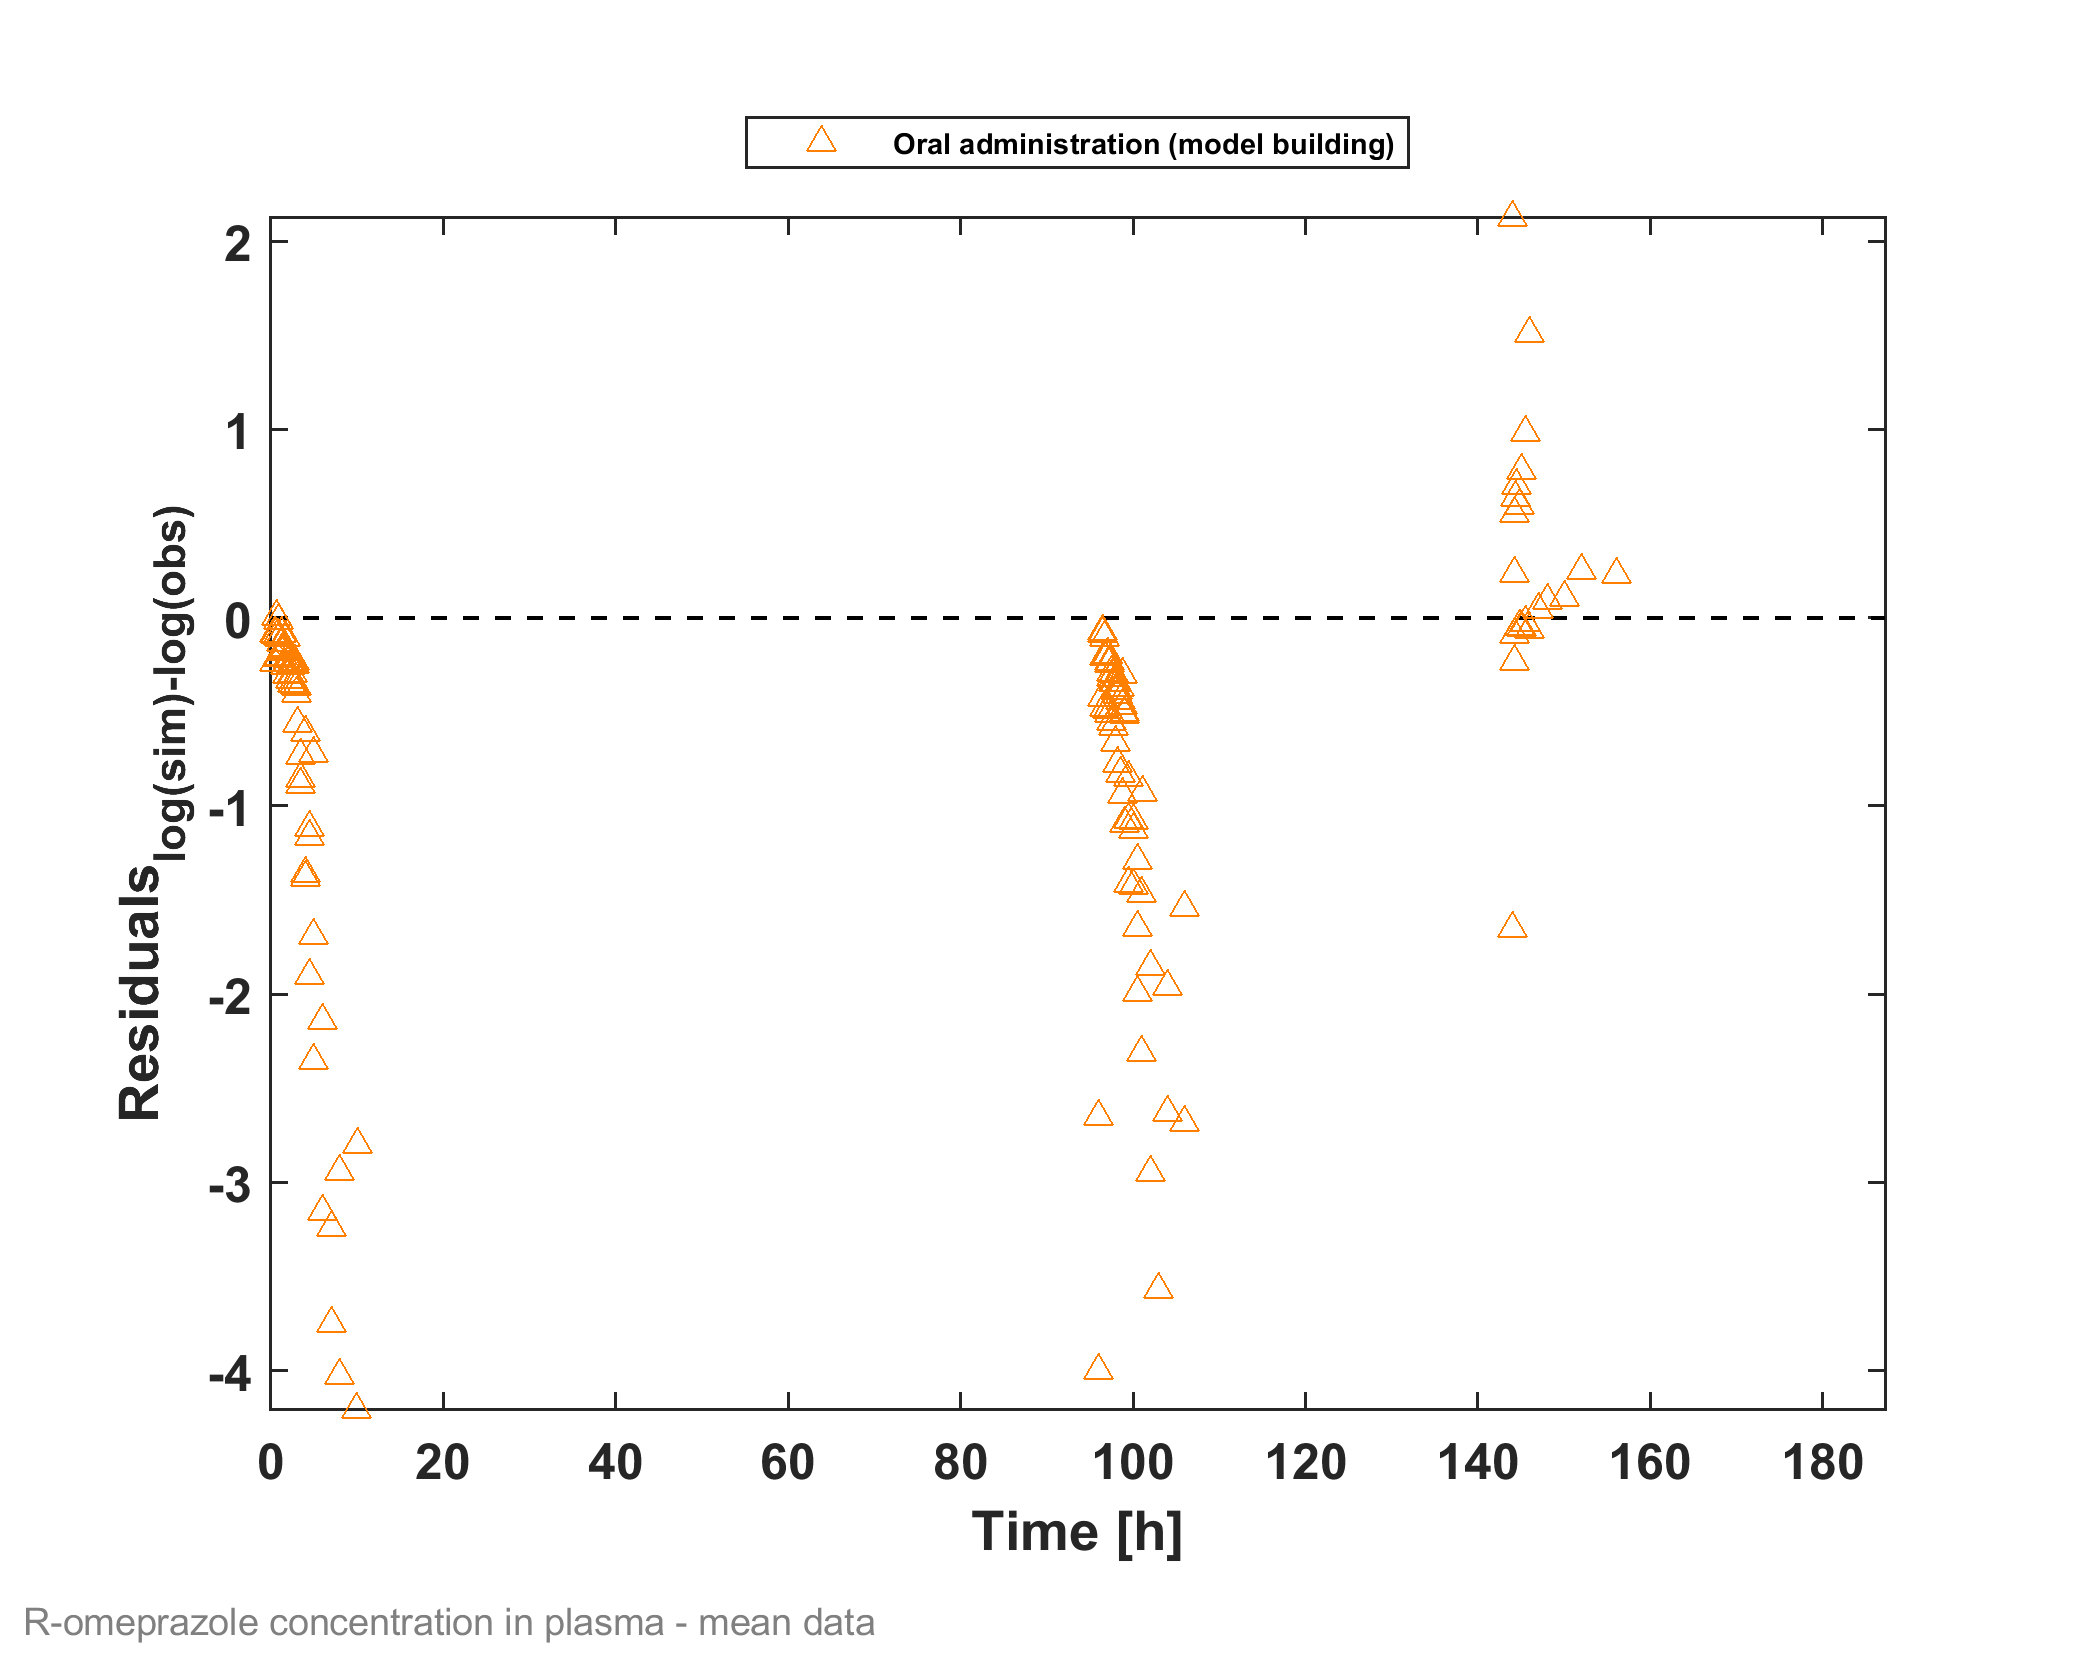 Oral administration (model building)
2
1
0
-1
-2
-3
-4
Residuals log(sim)-log(obs)
0 20 40 60 80 100 120 140 160 180
Time [h]
R-omeprazole concentration in plasma - mean data